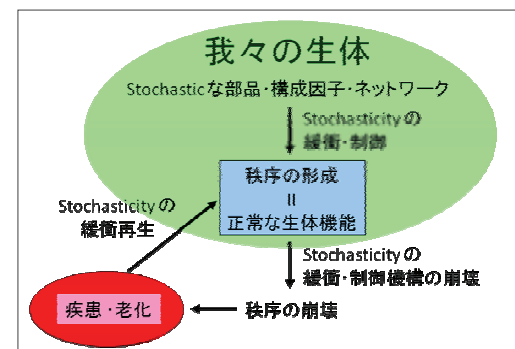 我々の生体
Stochasticな部品・構成因子・ネットワーク
Stochasticityの
緩衝・制御
秩序の形成
=
正常な生体機能
Stochasticityの
緩衝再生
Stochasticityの
緩衝・制御機構の崩壊
疾患・老化
秩序の崩壊